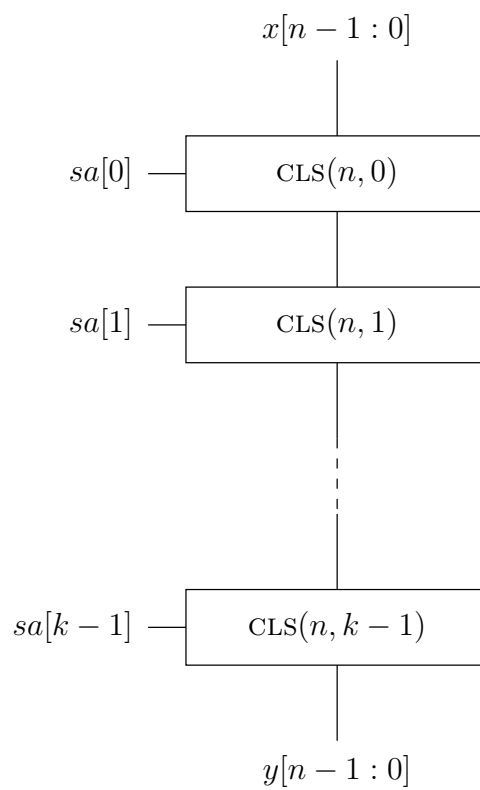 x[n − 1 : 0]
sa[0] CLS(n, 0)
sa[1] CLS(n, 1)
sa[k − 1] CLS(n, k − 1)
y[n − 1 : 0]